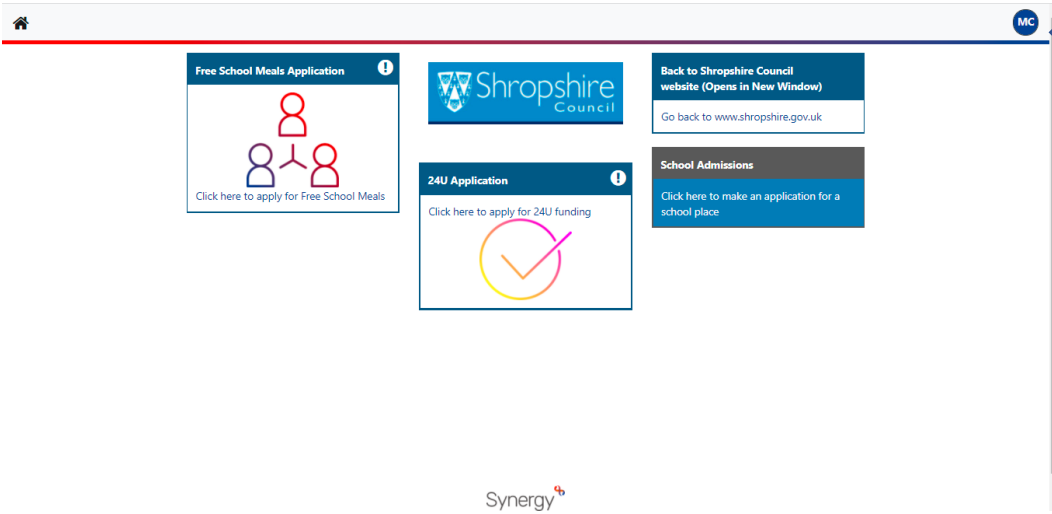 MC
Free School Meals Application
Click here to apply for Free School Meals
Shropshire
Council
24U Application
Click here to apply for 24U funding
Back to Shropshire Council
website (Opens in New Window)
Go back to www.shropshire.gov.uk
School Admissions
Click here to make an application for a
school place
Synergy